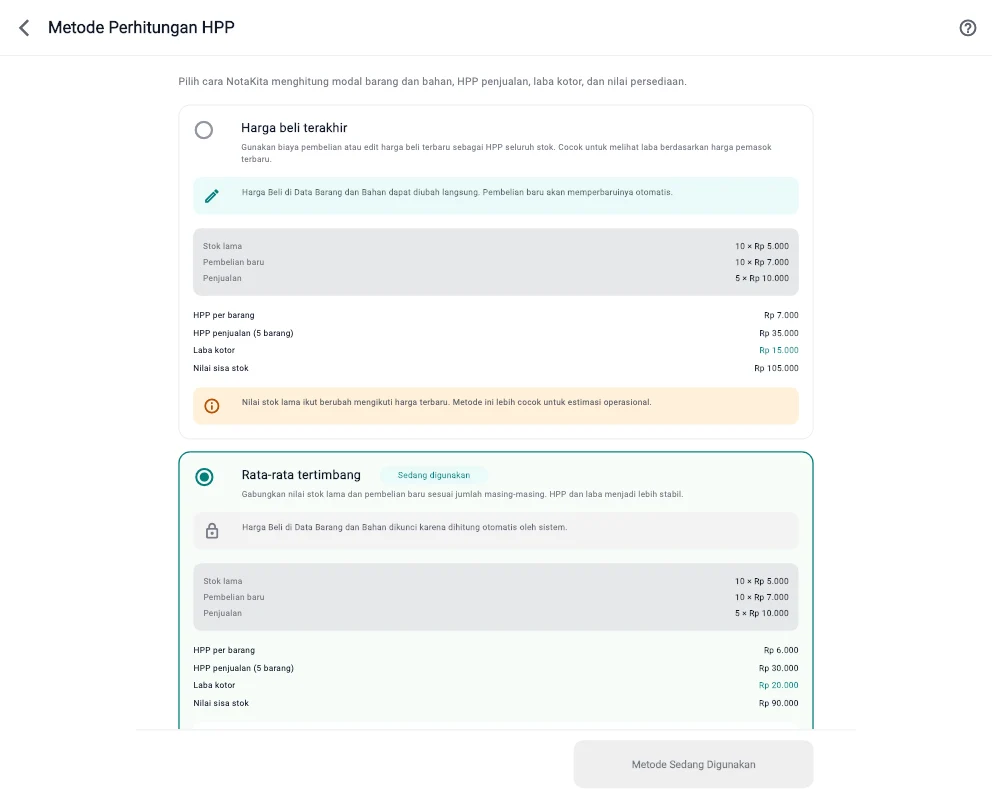 Metode Perhitungan HPP
Pilih cara NotaKita menghitung modal barang dan bahan, HPP penjualan, laba kotor, dan nilai persediaan.
Harga beli terakhir
Gunakan biaya pembelian atau edit harga beli terbaru sebagai HPP seluruh stok. Cocok untuk melihat laba berdasarkan harga pemasok
terbaru.
Harga Beli di Data Barang dan Bahan dapat diubah langsung. Pembelian baru akan memperbaruinya otomatis.
Stok lama 10 × Rp 5.000
Pembelian baru 10 × Rp 7.000
Penjualan 5 × Rp 10.000
HPP per barang Rp 7.000
HPP penjualan (5 barang) Rp 35.000
Laba kotor Rp 15.000
Nilai sisa stok Rp 105.000
Nilai stok lama ikut berubah mengikuti harga terbaru. Metode ini lebih cocok untuk estimasi operasional.
Rata-rata tertimbang Sedang digunakan
Gabungkan nilai stok lama dan pembelian baru sesuai jumlah masing-masing. HPP dan laba menjadi lebih stabil.
Harga Beli di Data Barang dan Bahan dikunci karena dihitung otomatis oleh sistem.
Stok lama 10 × Rp 5.000
Pembelian baru 10 × Rp 7.000
Penjualan 5 × Rp 10.000
HPP per barang Rp 6.000
HPP penjualan (5 barang) Rp 30.000
Laba kotor Rp 20.000
Nilai sisa stok Rp 90.000
Metode Sedang Digunakan